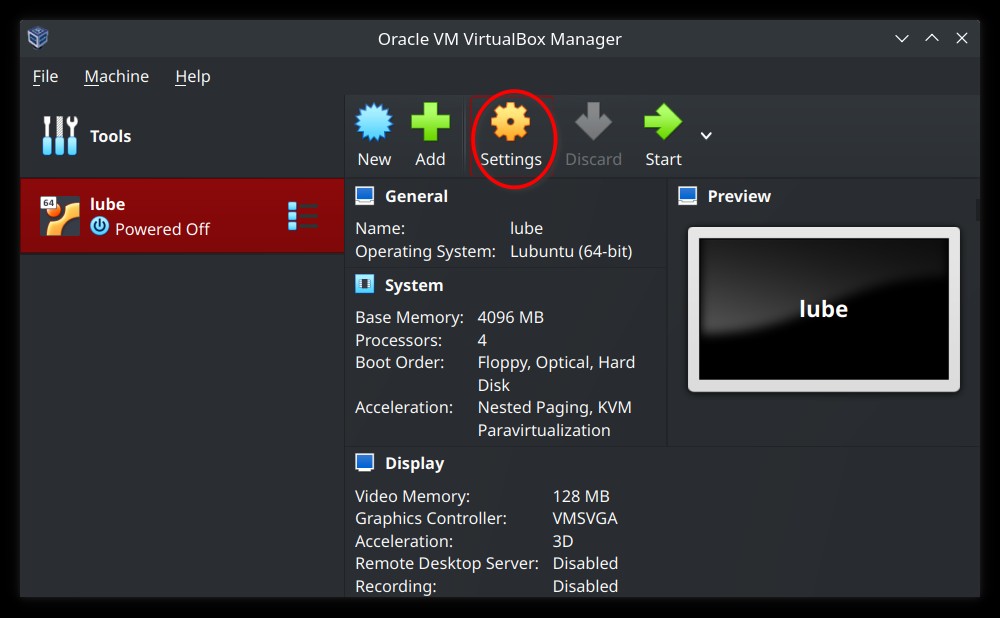 Oracle VM VirtualBox Manager
File Machine Help
Tools
New Add Settings Discard Start
64
lube
Powered Off
General
Name: lube
Operating System: Lubuntu (64-bit)
System
Base Memory: 4096 MB
Processors: 4
Boot Order: Floppy, Optical, Hard
Disk
Acceleration: Nested Paging, KVM
Paravirtualization
Display
Video Memory: 128 MB
Graphics Controller: VMSVGA
Acceleration: 3D
Remote Desktop Server: Disabled
Recording: Disabled
Preview
lube